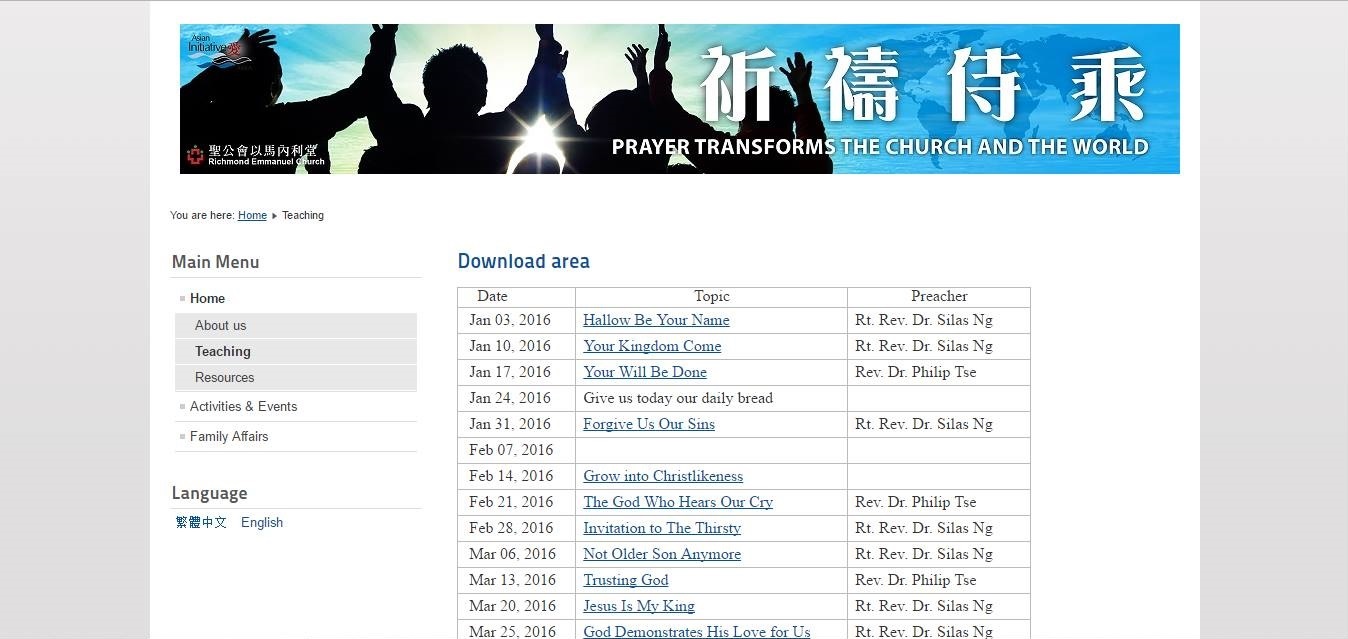 Asian
Initiative 愛
祈禱侍乘
PRAYER TRANSFORMS THE CHURCH AND THE WORLD
聖公會以馬內利堂
Richmond Emmanuel Church
You are here: Home Teaching
Main Menu
Home
About us
Teaching
Resources
Activities & Events
Family Affairs
Language
繁體中文 English
Download area
Date Topic Preacher
Jan 03, 2016 Hallow Be Your Name Rt. Rev. Dr. Silas Ng
Jan 10, 2016 Your Kingdom Come Rt. Rev. Dr. Silas Ng
Jan 17, 2016 Your Will Be Done Rev. Dr. Philip Tse
Jan 24, 2016 Give us today our daily bread
Jan 31, 2016 Forgive Us Our Sins Rt. Rev. Dr. Silas Ng
Feb 07, 2016
Feb 14, 2016 Grow into Christlikeness
Feb 21, 2016 The God Who Hears Our Cry Rev. Dr. Philip Tse
Feb 28, 2016 Invitation to The Thirsty Rt. Rev. Dr. Silas Ng
Mar 06, 2016 Not Older Son Anymore Rt. Rev. Dr. Silas Ng
Mar 13, 2016 Trusting God Rev. Dr. Philip Tse
Mar 20, 2016 Jesus Is My King Rt. Rev. Dr. Silas Ng
Mar 25, 2016 God Demonstrates His Love for Us Rt. Rev. Dr. Silas Ng